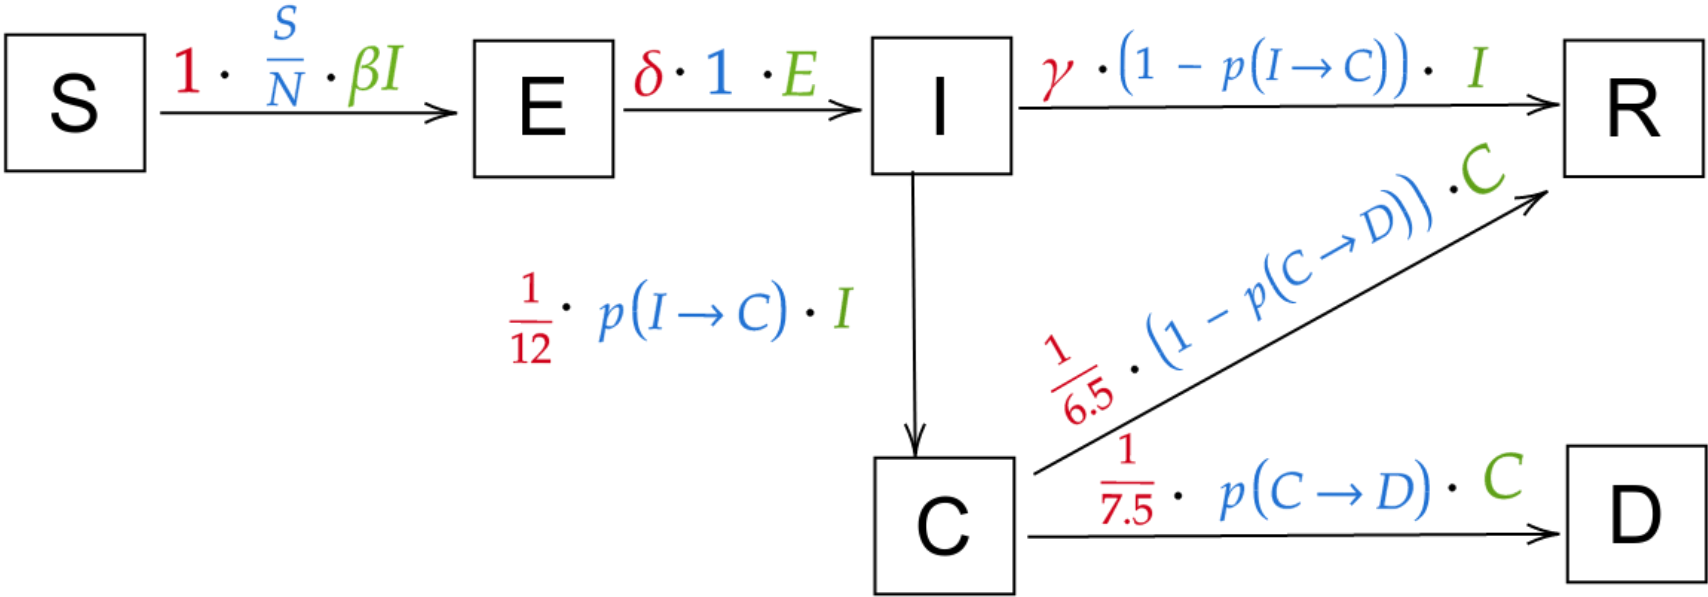 S
1 · S/N · βI
E
δ · 1 · E
I
γ · (1 − p(I → C)) · I
R
1/12 · p(I → C) · I
1/6.5 · (1 − p(C → D)) · C
C
1/7.5 · p(C → D) · C
D